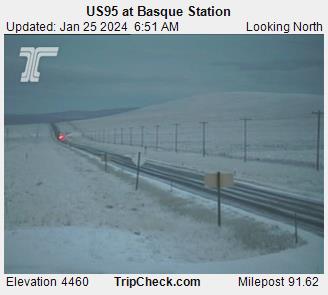 US95 at Basque Station
Updated: Jan 25 2024 6:51 AM Looking North
Elevation 4460 TripCheck.com Milepost 91.62